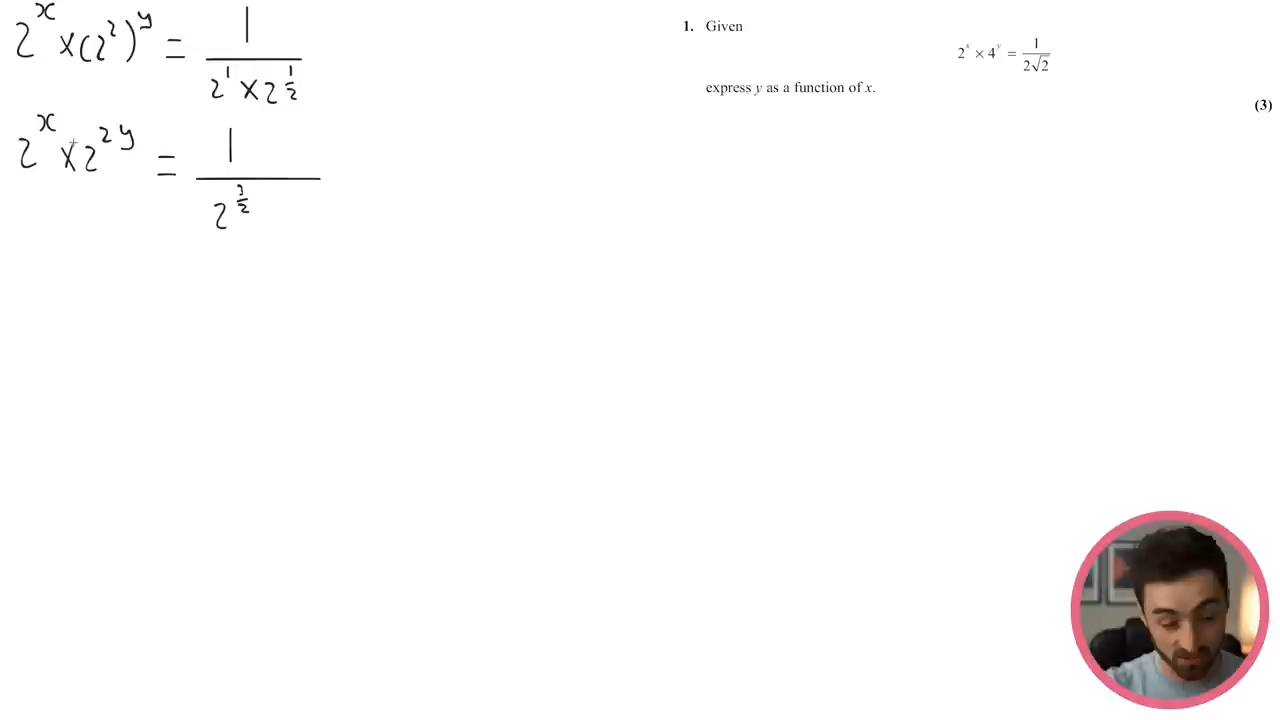 2^x × (2^2)^y = 1 / (2^1 × 2^(1/2))
2^x × 2^(2y) = 1 / 2^(3/2)
1. Given
2^x × 4^y = 1 / (2√2)
express y as a function of x.
(3)